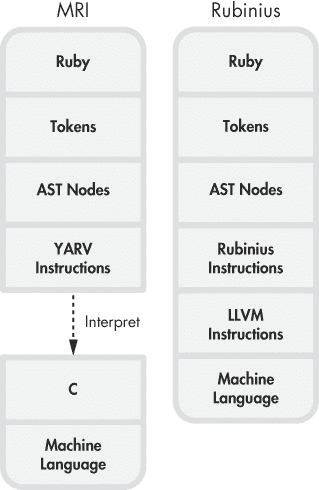 MRI
Ruby
Tokens
AST Nodes
YARV
Instructions
Interpret
C
Machine
Language
Rubinius
Ruby
Tokens
AST Nodes
Rubinius
Instructions
LLVM
Instructions
Machine
Language